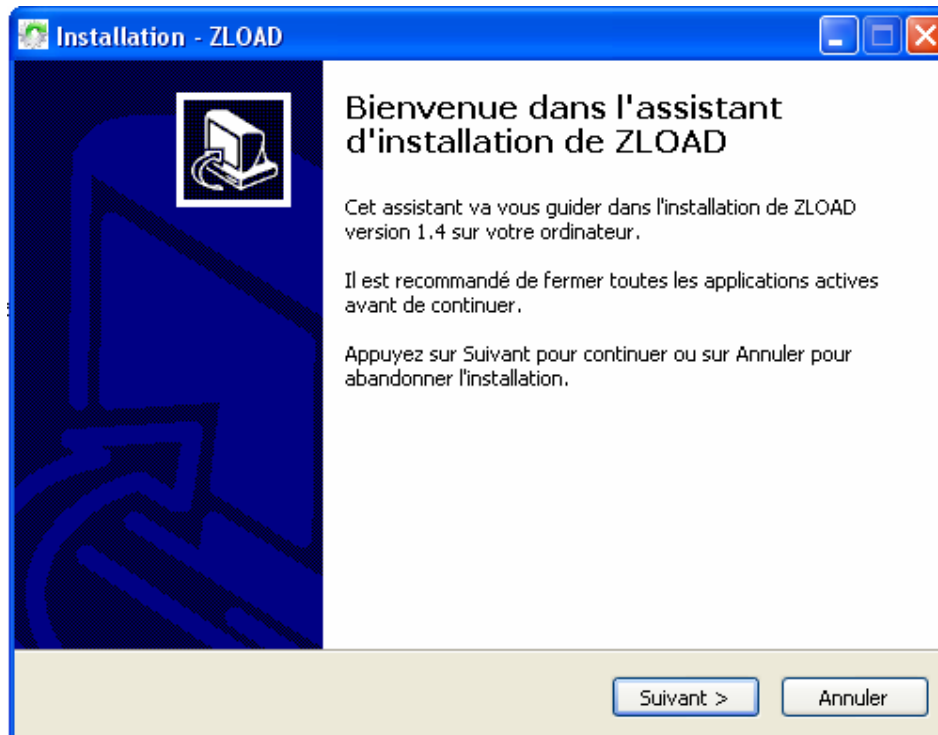 Installation - ZLOAD
Bienvenue dans l'assistant
d'installation de ZLOAD
Cet assistant va vous guider dans l'installation de ZLOAD
version 1.4 sur votre ordinateur.
Il est recommandé de fermer toutes les applications actives
avant de continuer.
Appuyez sur Suivant pour continuer ou sur Annuler pour
abandonner l'installation.
Suivant >
Annuler